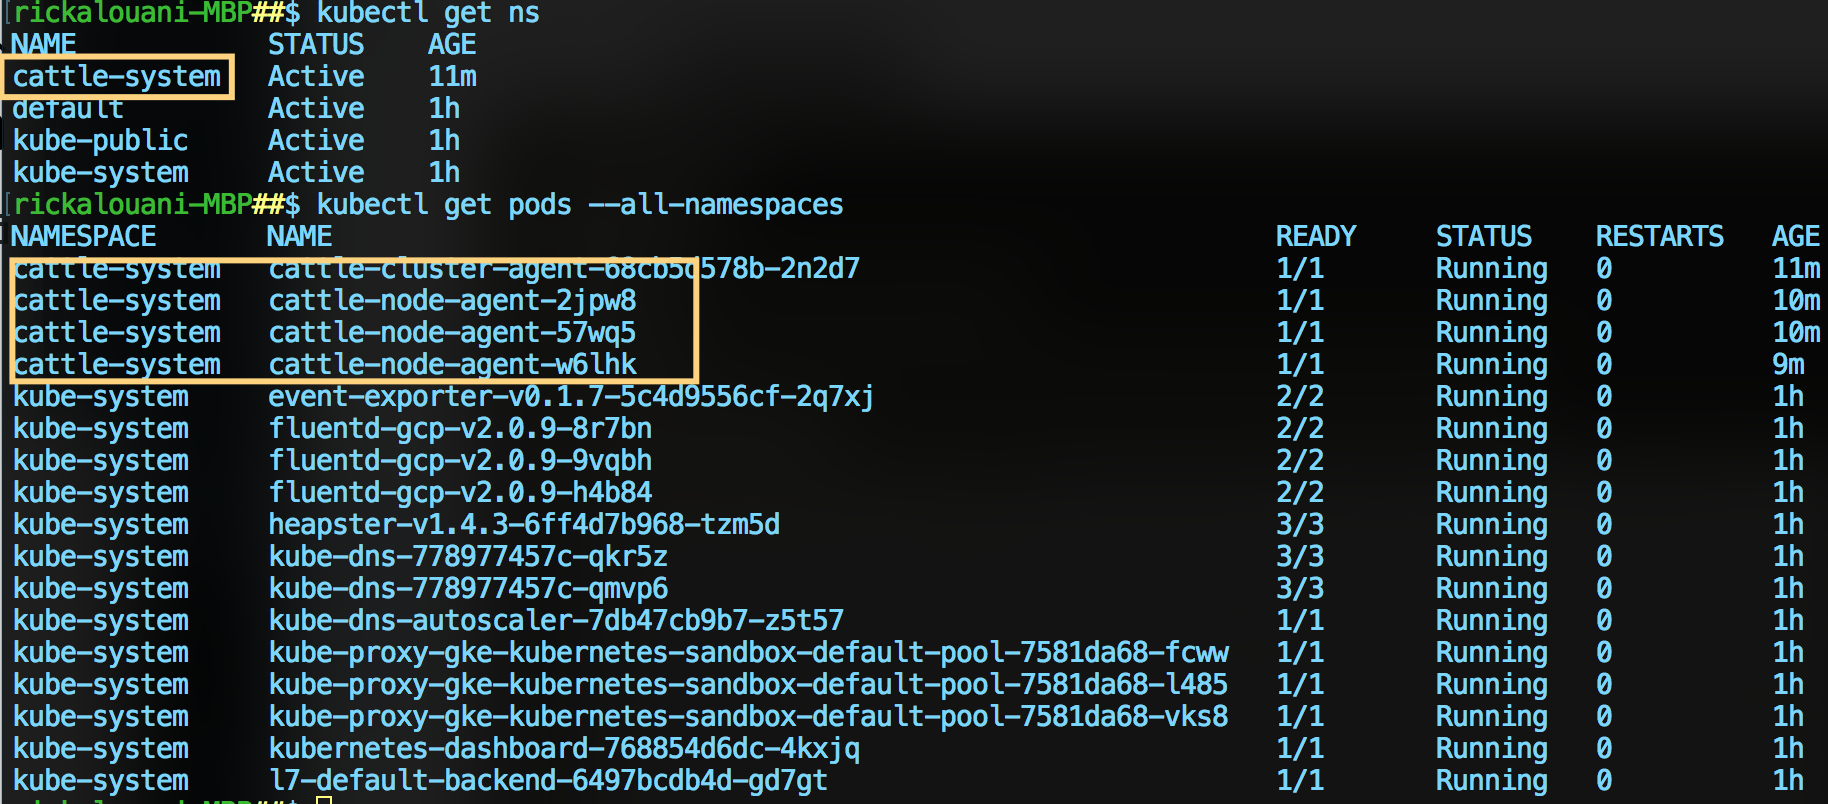 [rickalouani-MBP##$ kubectl get ns
NAME            STATUS    AGE
cattle-system   Active    11m
default         Active    1h
kube-public     Active    1h
kube-system     Active    1h
[rickalouani-MBP##$ kubectl get pods --all-namespaces
NAMESPACE       NAME                                                           READY     STATUS    RESTARTS   AGE
cattle-system   cattle-cluster-agent-68cb5d578b-2n2d7                          1/1       Running   0          11m
cattle-system   cattle-node-agent-2jpw8                                        1/1       Running   0          10m
cattle-system   cattle-node-agent-57wq5                                        1/1       Running   0          10m
cattle-system   cattle-node-agent-w6lhk                                        1/1       Running   0          9m
kube-system     event-exporter-v0.1.7-5c4d9556cf-2q7xj                         2/2       Running   0          1h
kube-system     fluentd-gcp-v2.0.9-8r7bn                                       2/2       Running   0          1h
kube-system     fluentd-gcp-v2.0.9-9vqbh                                       2/2       Running   0          1h
kube-system     fluentd-gcp-v2.0.9-h4b84                                       2/2       Running   0          1h
kube-system     heapster-v1.4.3-6ff4d7b968-tzm5d                               3/3       Running   0          1h
kube-system     kube-dns-778977457c-qkr5z                                      3/3       Running   0          1h
kube-system     kube-dns-778977457c-qmvp6                                      3/3       Running   0          1h
kube-system     kube-dns-autoscaler-7db47cb9b7-z5t57                           1/1       Running   0          1h
kube-system     kube-proxy-gke-kubernetes-sandbox-default-pool-7581da68-fcww   1/1       Running   0          1h
kube-system     kube-proxy-gke-kubernetes-sandbox-default-pool-7581da68-l485   1/1       Running   0          1h
kube-system     kube-proxy-gke-kubernetes-sandbox-default-pool-7581da68-vks8   1/1       Running   0          1h
kube-system     kubernetes-dashboard-768854d6dc-4kxjq                          1/1       Running   0          1h
kube-system     l7-default-backend-6497bcdb4d-gd7gt                            1/1       Running   0          1h